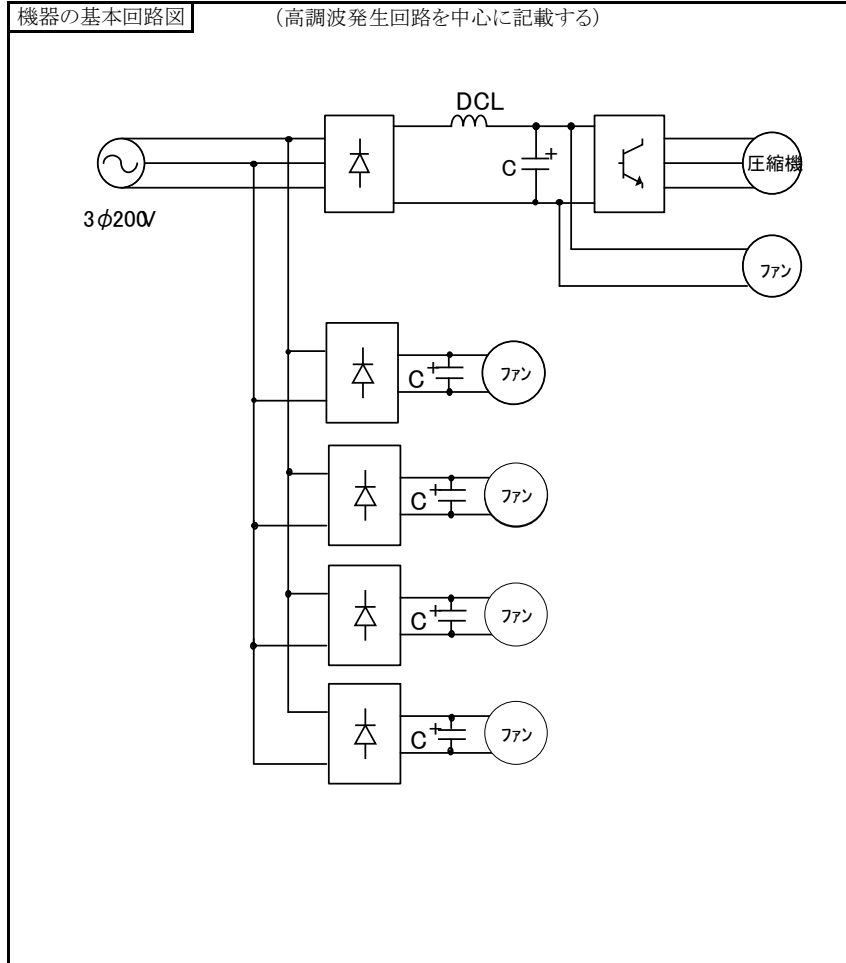 機器の基本回路図
(高調波発生回路を中心に記載する)
DCL
C
+
圧縮機
3φ200V
ファン
C
+
ファン
C
+
ファン
C
+
ファン
C
+
ファン